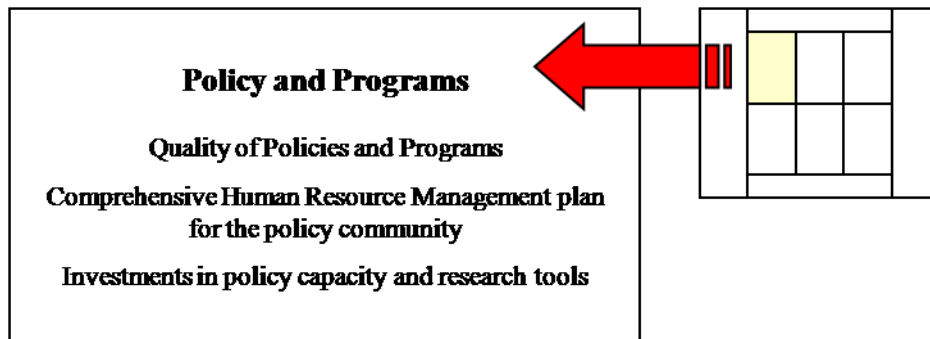 Policy and Programs
Quality of Policies and Programs
Comprehensive Human Resource Management plan
for the policy community
Investments in policy capacity and research tools